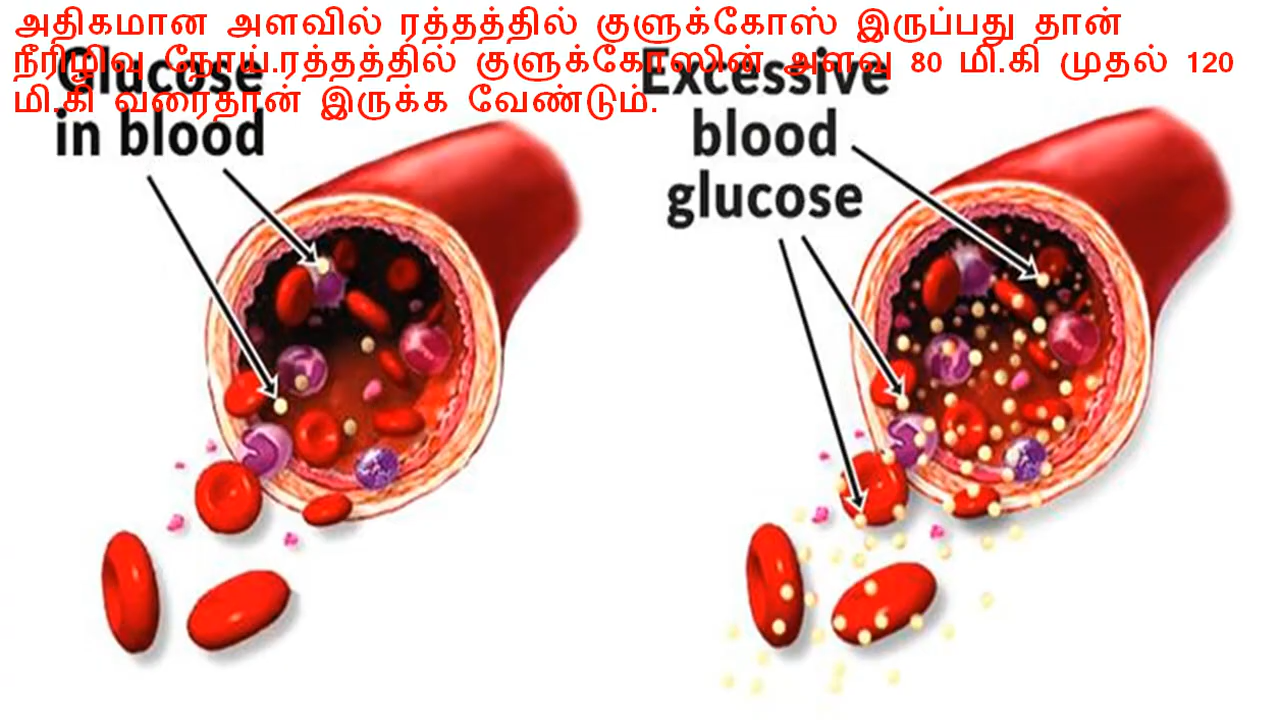 அதிகமான அளவில் ரத்தத்தில் குளுக்கோஸ் இருப்பது தான்
நீரிழிவு நோய்.ரத்தத்தில் குளுக்கோஸின் அளவு 80 மி.கி முதல் 120
மி.கி வரைதான் இருக்க வேண்டும்.
Glucose
in blood
Excessive
blood
glucose